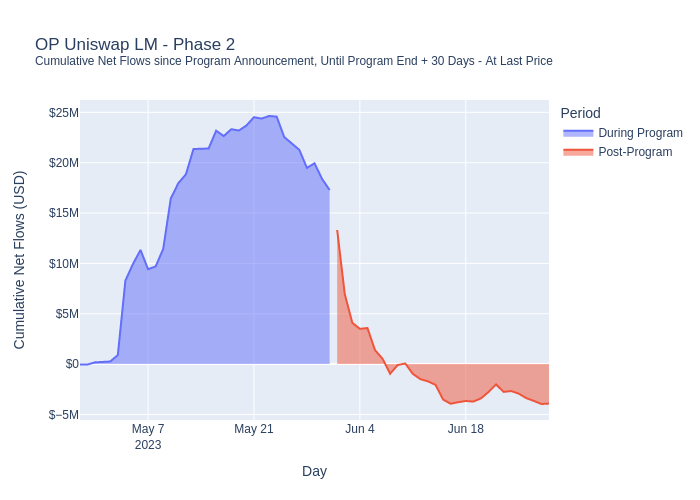 OP Uniswap LM - Phase 2
Cumulative Net Flows since Program Announcement, Until Program End + 30 Days - At Last Price
Period
During Program
Post-Program
Cumulative Net Flows (USD)
$25M
$20M
$15M
$10M
$5M
$0
$−5M
May 7
2023
May 21
Jun 4
Jun 18
Day